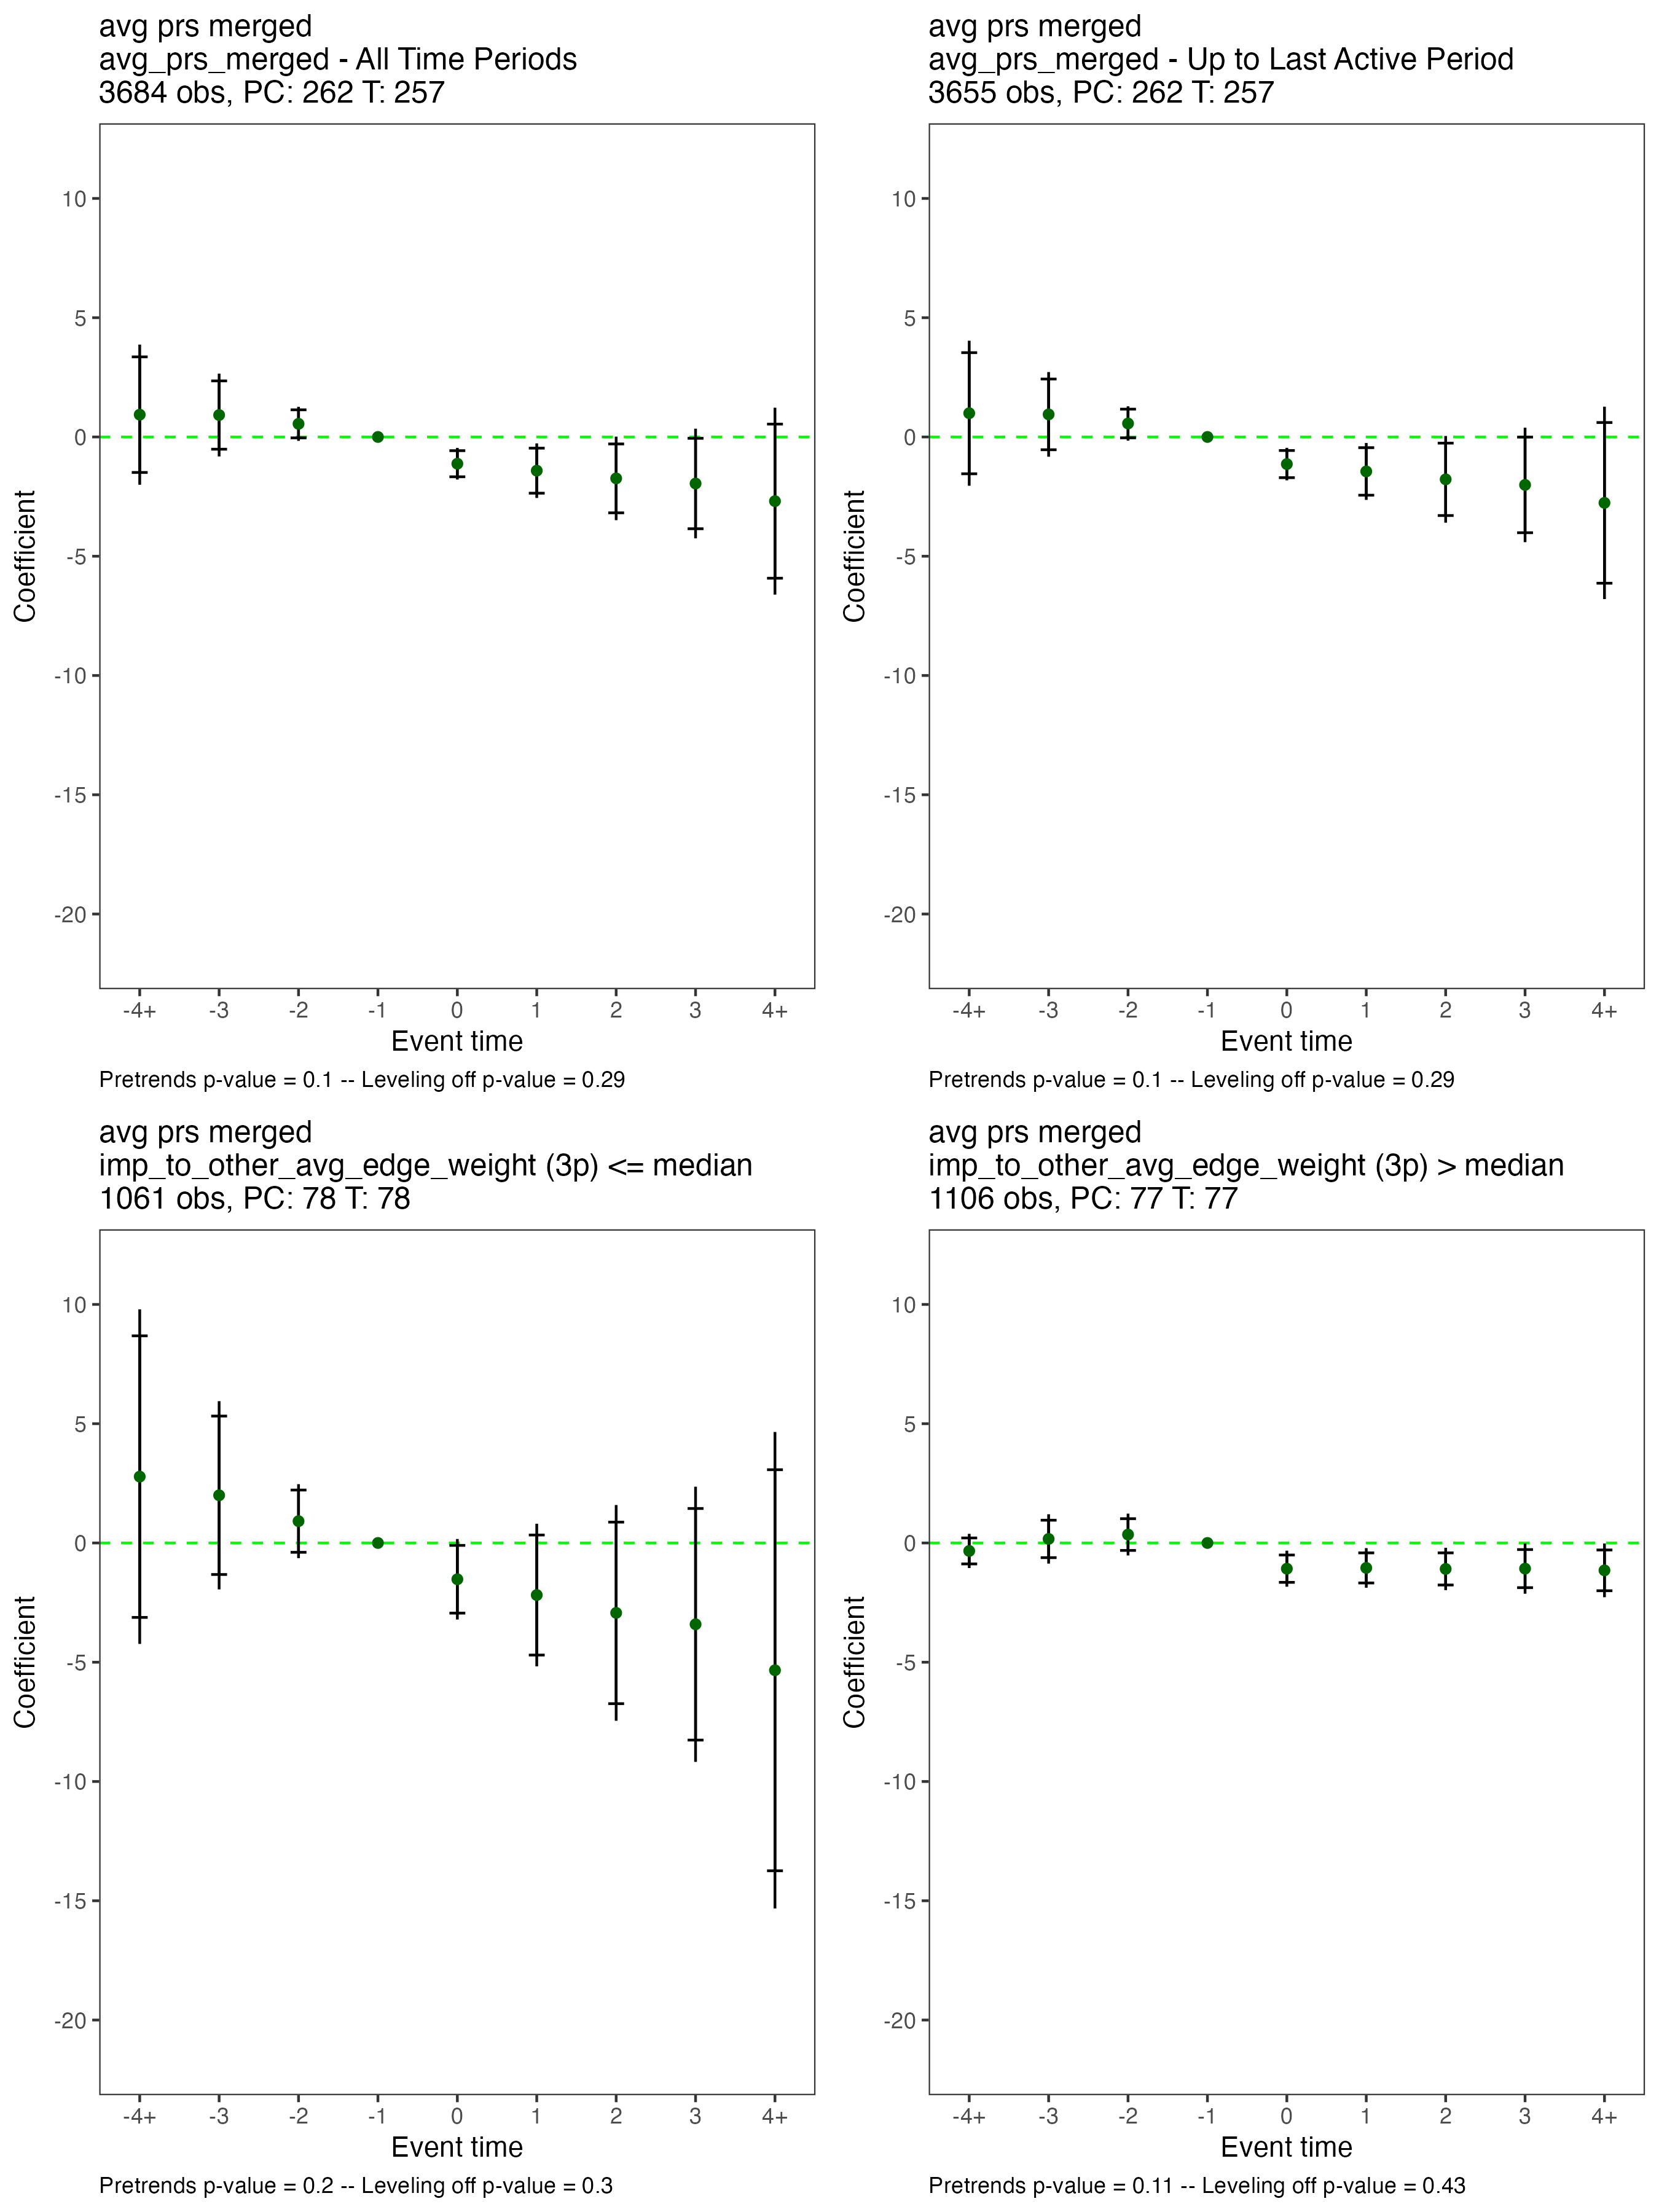 avg prs merged
avg_prs_merged - All Time Periods
3684 obs, PC: 262 T: 257
10
5
0
-5
-10
-15
-20
Coefficient
-4+ -3 -2 -1 0 1 2 3 4+
Event time
Pretrends p-value = 0.1 -- Leveling off p-value = 0.29
avg prs merged
avg_prs_merged - Up to Last Active Period
3655 obs, PC: 262 T: 257
10
5
0
-5
-10
-15
-20
Coefficient
-4+ -3 -2 -1 0 1 2 3 4+
Event time
Pretrends p-value = 0.1 -- Leveling off p-value = 0.29
avg prs merged
imp_to_other_avg_edge_weight (3p) <= median
1061 obs, PC: 78 T: 78
10
5
0
-5
-10
-15
-20
Coefficient
-4+ -3 -2 -1 0 1 2 3 4+
Event time
Pretrends p-value = 0.2 -- Leveling off p-value = 0.3
avg prs merged
imp_to_other_avg_edge_weight (3p) > median
1106 obs, PC: 77 T: 77
10
5
0
-5
-10
-15
-20
Coefficient
-4+ -3 -2 -1 0 1 2 3 4+
Event time
Pretrends p-value = 0.11 -- Leveling off p-value = 0.43